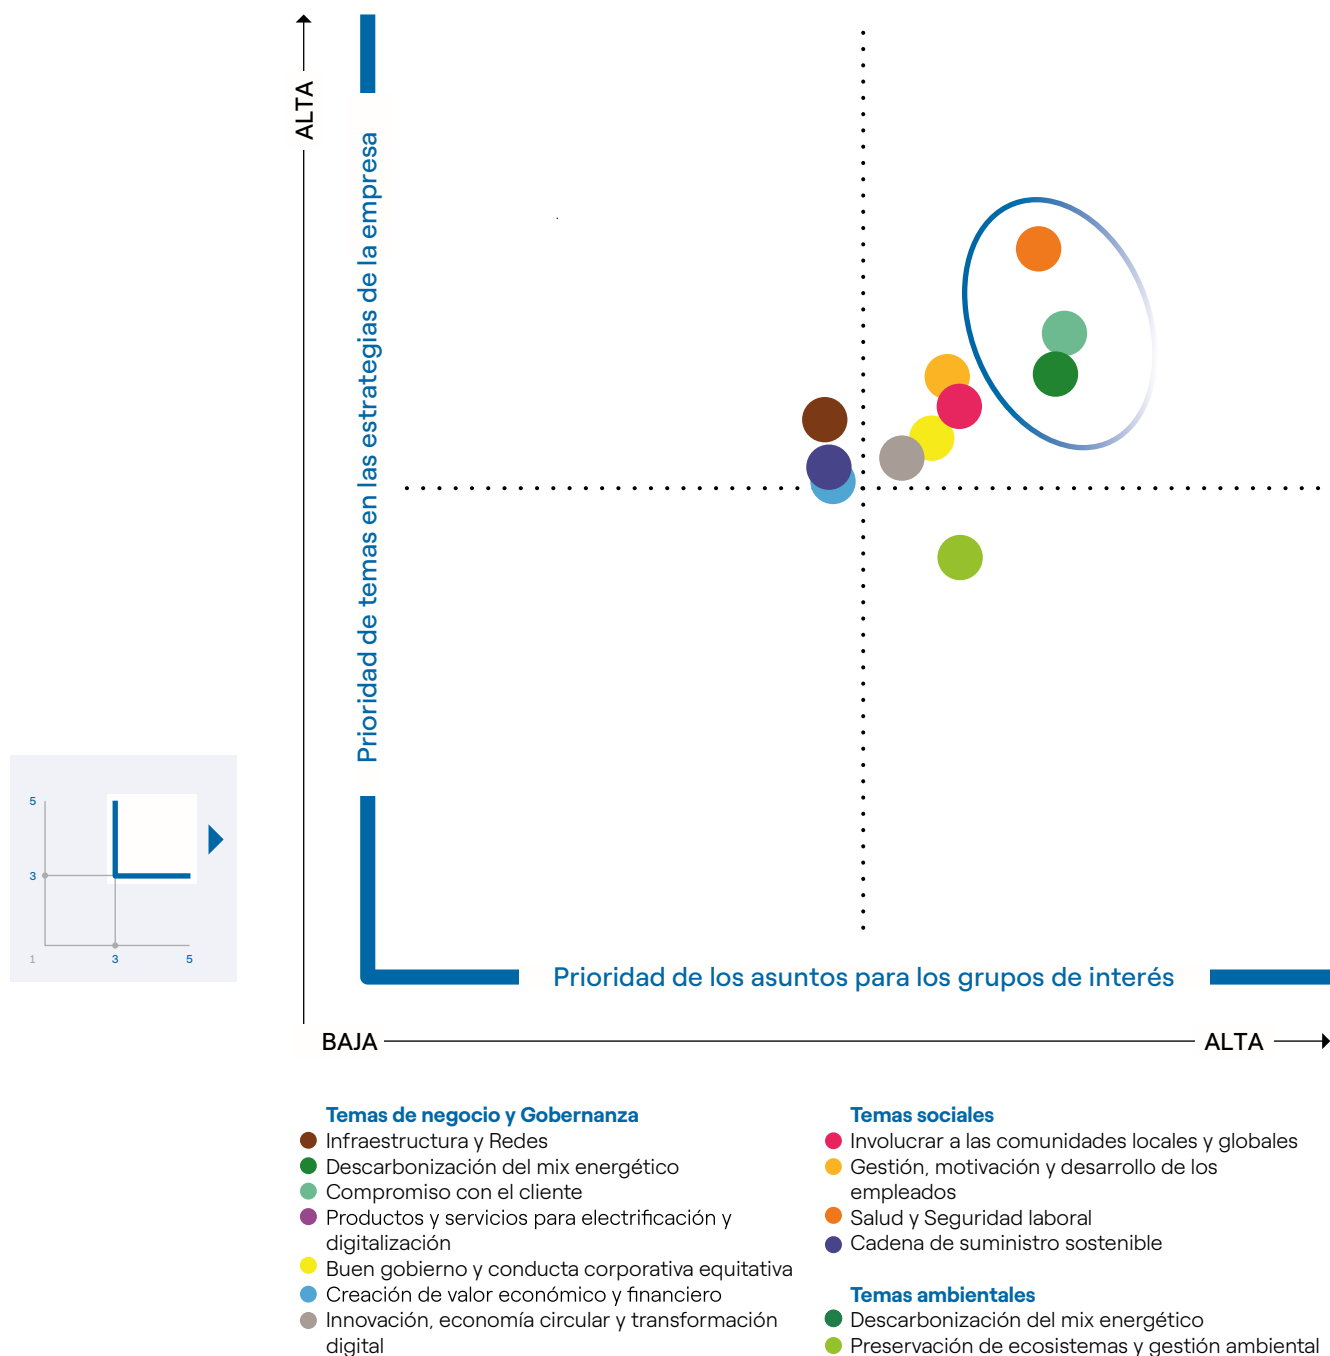 ALTA
Prioridad de temas en las estrategias de la empresa
5
3
1
3
5
Prioridad de los asuntos para los grupos de interés
BAJA
ALTA
Temas de negocio y Gobernanza
Infraestructura y Redes
Descarbonización del mix energético
Compromiso con el cliente
Productos y servicios para electrificación y
digitalización
Buen gobierno y conducta corporativa equitativa
Creación de valor económico y financiero
Innovación, economía circular y transformación
digital
Temas sociales
Involucrar a las comunidades locales y globales
Gestión, motivación y desarrollo de los
empleados
Salud y Seguridad laboral
Cadena de suministro sostenible
Temas ambientales
Descarbonización del mix energético
Preservación de ecosistemas y gestión ambiental